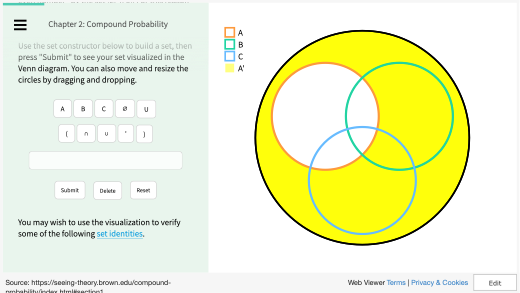 Chapter 2: Compound Probability
Use the set constructor below to build a set, then
press "Submit" to see your set visualized in the
Venn diagram. You can also move and resize the
circles by dragging and dropping.
A B C Ø U
( ∩ ∪ ' )
Submit Delete Reset
You may wish to use the visualization to verify
some of the following set identities.
A
B
C
A'
Source: https://seeing-theory.brown.edu/compound-
probability/index.html#section1
Web Viewer Terms | Privacy & Cookies
Edit